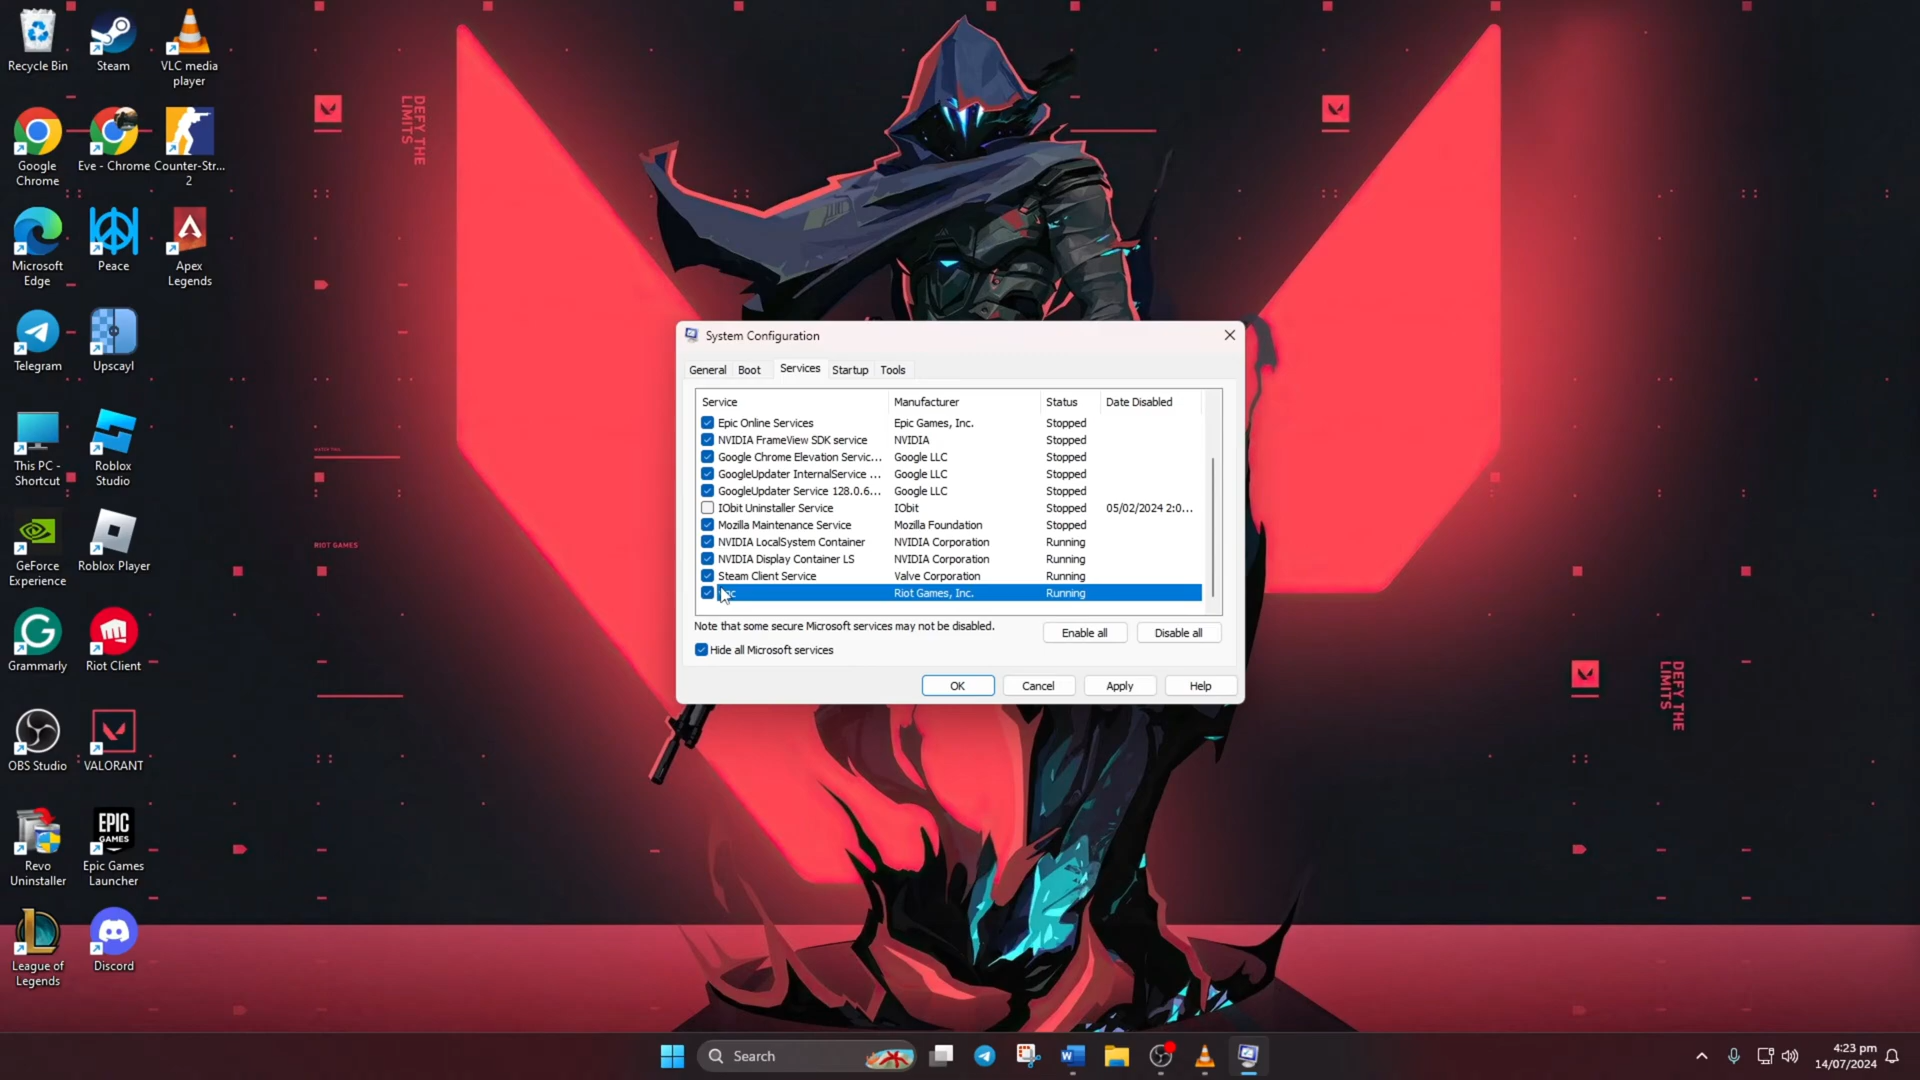 Recycle Bin
Steam
VLC media
player
Google
Chrome
Eve - Chrome
Counter-Str...
2
Microsoft
Edge
Peace
Apex
Legends
Telegram
Upscayl
This PC -
Shortcut
Roblox
Studio
GeForce
Experience
Roblox Player
Grammarly
Riot Client
OBS Studio
VALORANT
Revo
Uninstaller
EPIC
GAMES
Epic Games
Launcher
League of
Legends
Discord
DEFY THE
LIMITS
RIOT GAMES
DEFY THE
LIMITS
System Configuration
General Boot Services Startup Tools
Service Manufacturer Status Date Disabled
Epic Online Services Epic Games, Inc. Stopped
NVIDIA FrameView SDK service NVIDIA Stopped
Google Chrome Elevation Servic... Google LLC Stopped
GoogleUpdater InternalService ... Google LLC Stopped
GoogleUpdater Service 128.0.6... Google LLC Stopped
IObit Uninstaller Service IObit Stopped 05/02/2024 2:0...
Mozilla Maintenance Service Mozilla Foundation Stopped
NVIDIA LocalSystem Container NVIDIA Corporation Running
NVIDIA Display Container LS NVIDIA Corporation Running
Steam Client Service Valve Corporation Running
Riot Games, Inc. Running
Note that some secure Microsoft services may not be disabled.
Enable all Disable all
Hide all Microsoft services
OK Cancel Apply Help
Search
4:23 pm
14/07/2024